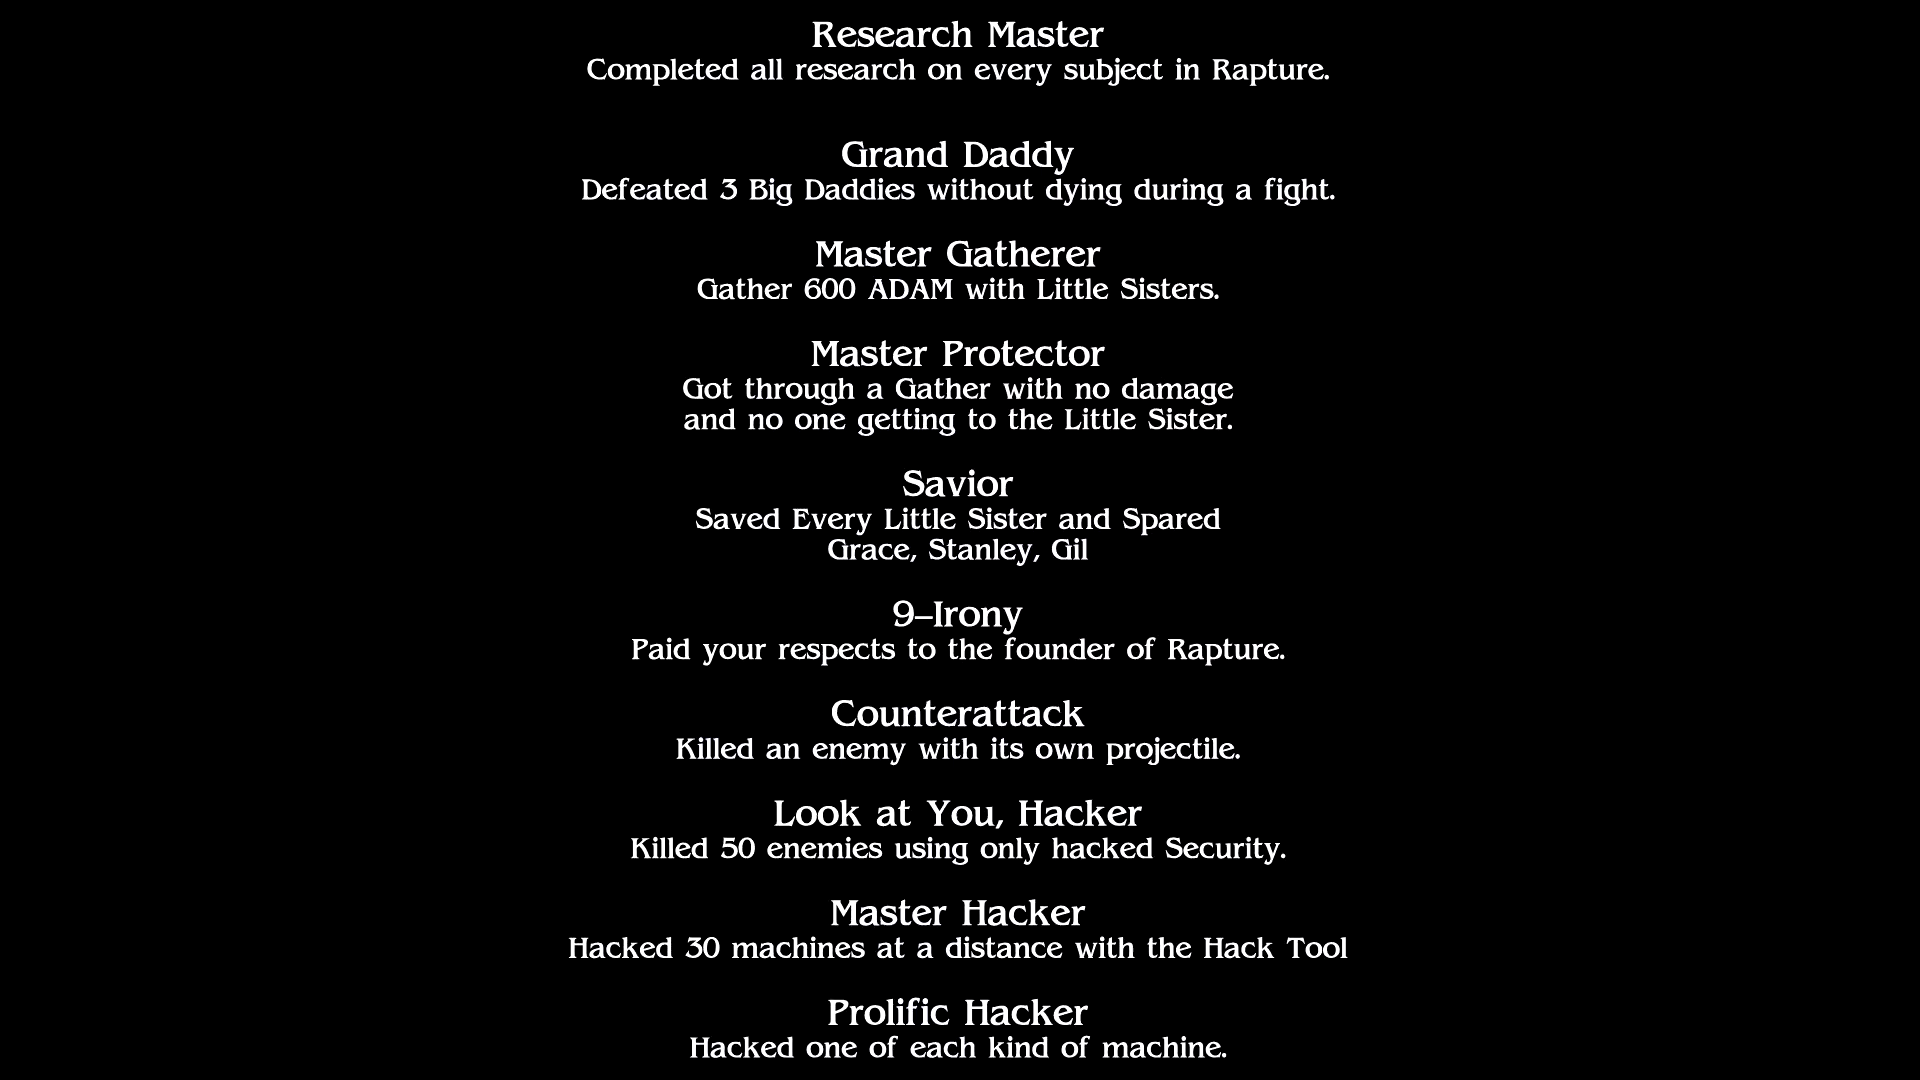 Research Master
Completed all research on every subject in Rapture.
Grand Daddy
Defeated 3 Big Daddies without dying during a fight.
Master Gatherer
Gather 600 ADAM with Little Sisters.
Master Protector
Got through a Gather with no damage
and no one getting to the Little Sister.
Savior
Saved Every Little Sister and Spared
Grace, Stanley, Gil
9–Irony
Paid your respects to the founder of Rapture.
Counterattack
Killed an enemy with its own projectile.
Look at You, Hacker
Killed 50 enemies using only hacked Security.
Master Hacker
Hacked 30 machines at a distance with the Hack Tool
Prolific Hacker
Hacked one of each kind of machine.